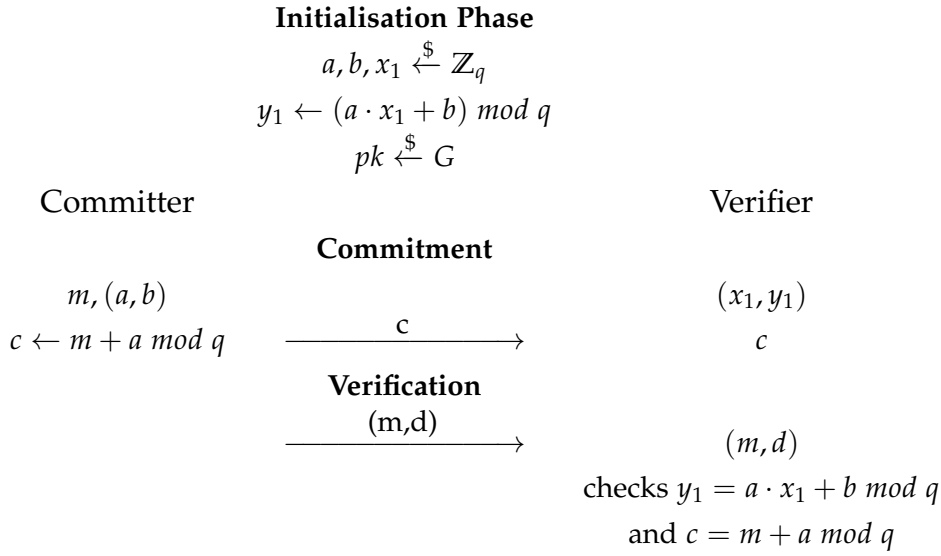 Initialisation Phase
a, b, x₁ ←$ ℤ_q
y₁ ← (a · x₁ + b) mod q
pk ←$ G
Committer Verifier
Commitment
m, (a, b) (x₁, y₁)
c ← m + a mod q c c
Verification
(m,d)
(m, d)
checks y₁ = a · x₁ + b mod q
and c = m + a mod q